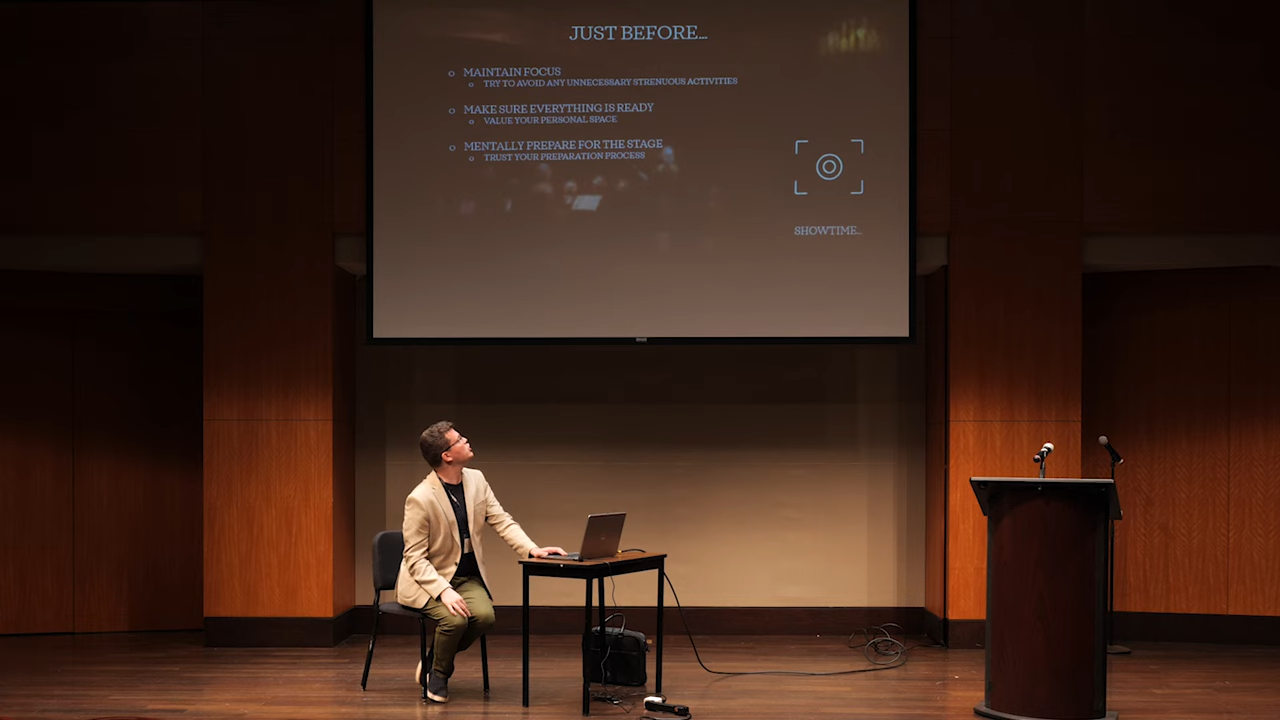 JUST BEFORE...
MAINTAIN FOCUS
TRY TO AVOID ANY UNNECESSARY STRENUOUS ACTIVITIES
MAKE SURE EVERYTHING IS READY
VALUE YOUR PERSONAL SPACE
MENTALLY PREPARE FOR THE STAGE
TRUST YOUR PREPARATION PROCESS
SHOWTIME...